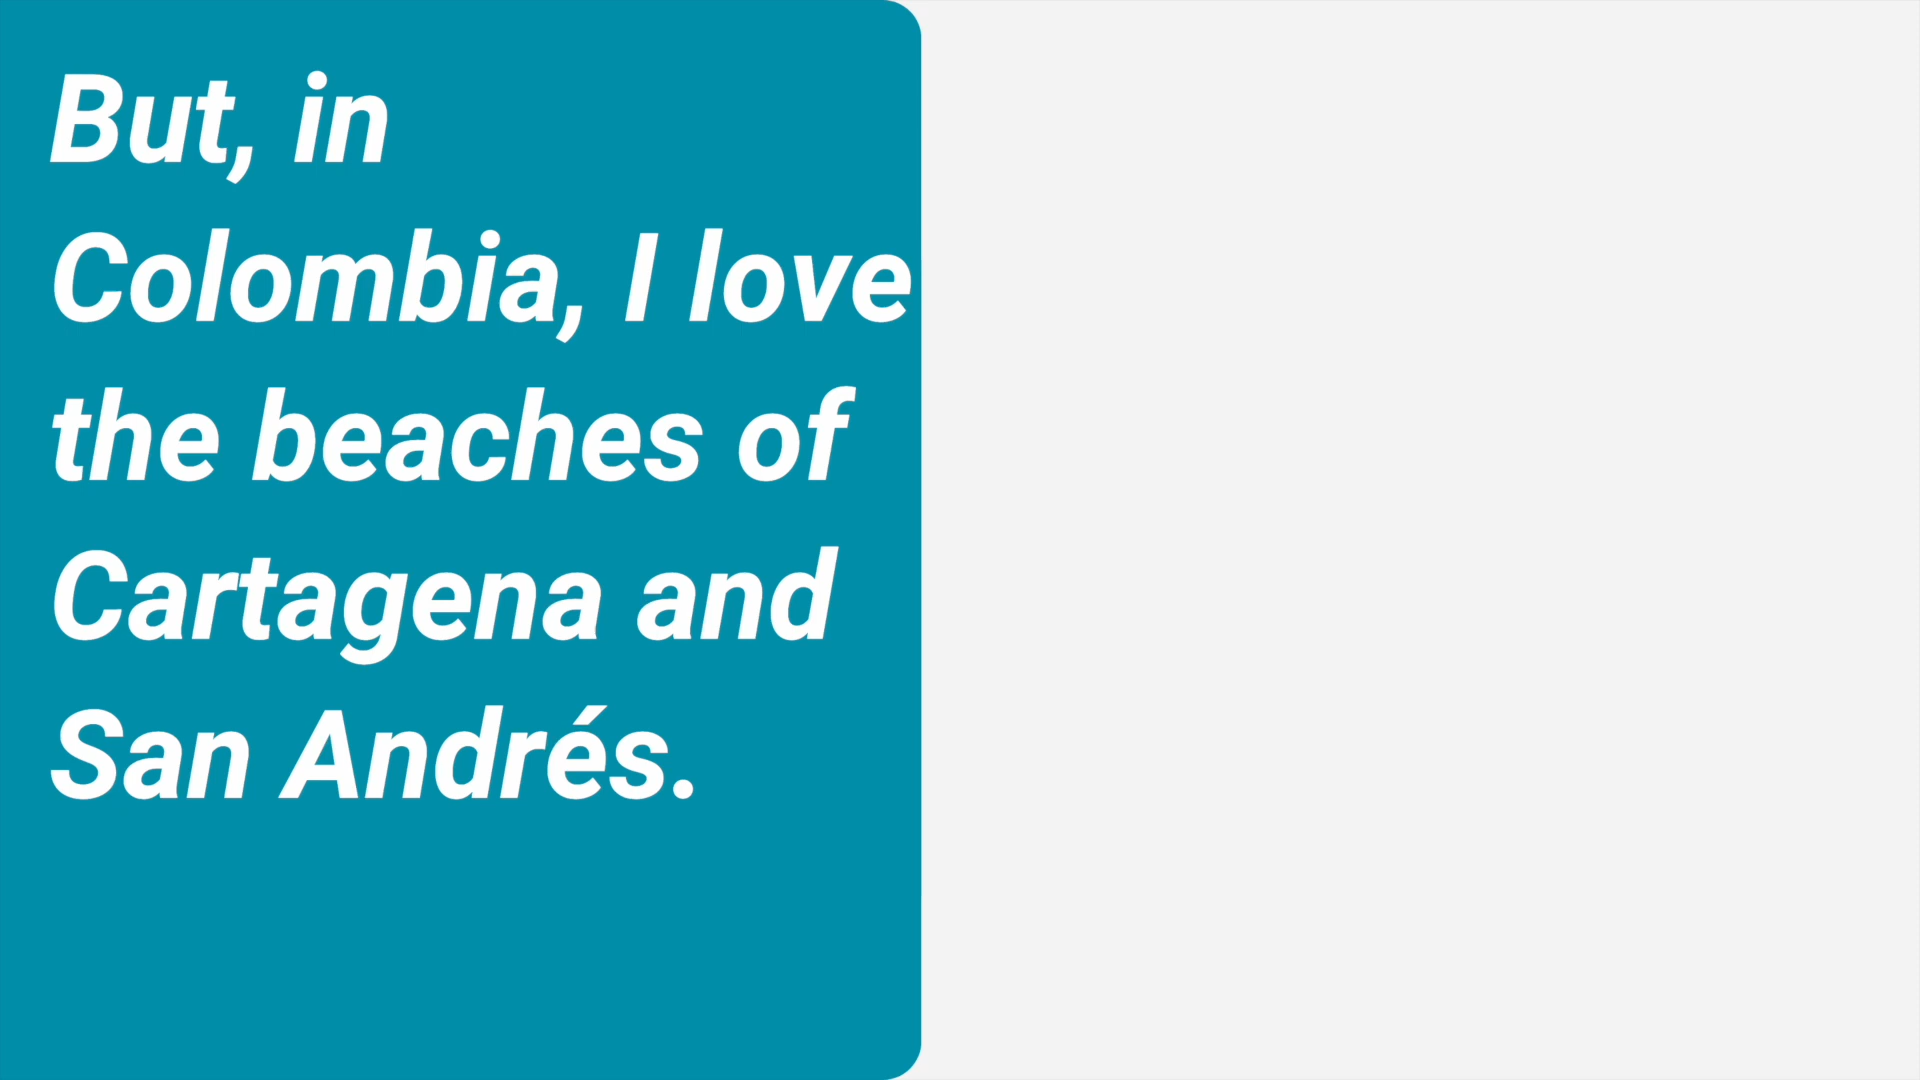 But, in
Colombia, I love
the beaches of
Cartagena and
San Andrés.